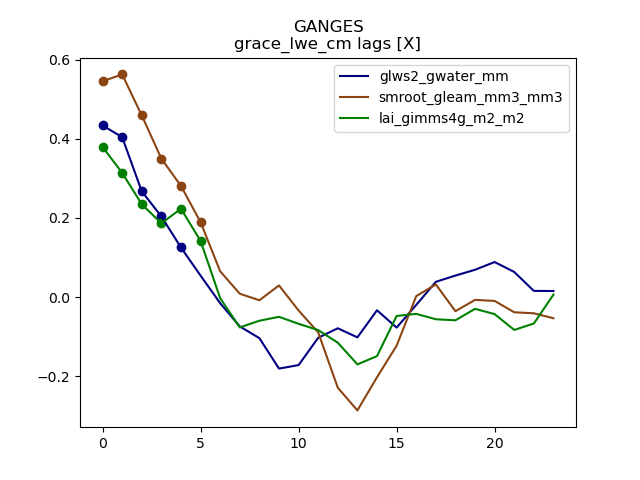 GANGES
grace_lwe_cm lags [X]
glws2_gwater_mm
smroot_gleam_mm3_mm3
lai_gimms4g_m2_m2
0.6
0.4
0.2
0.0
−0.2
0 5 10 15 20